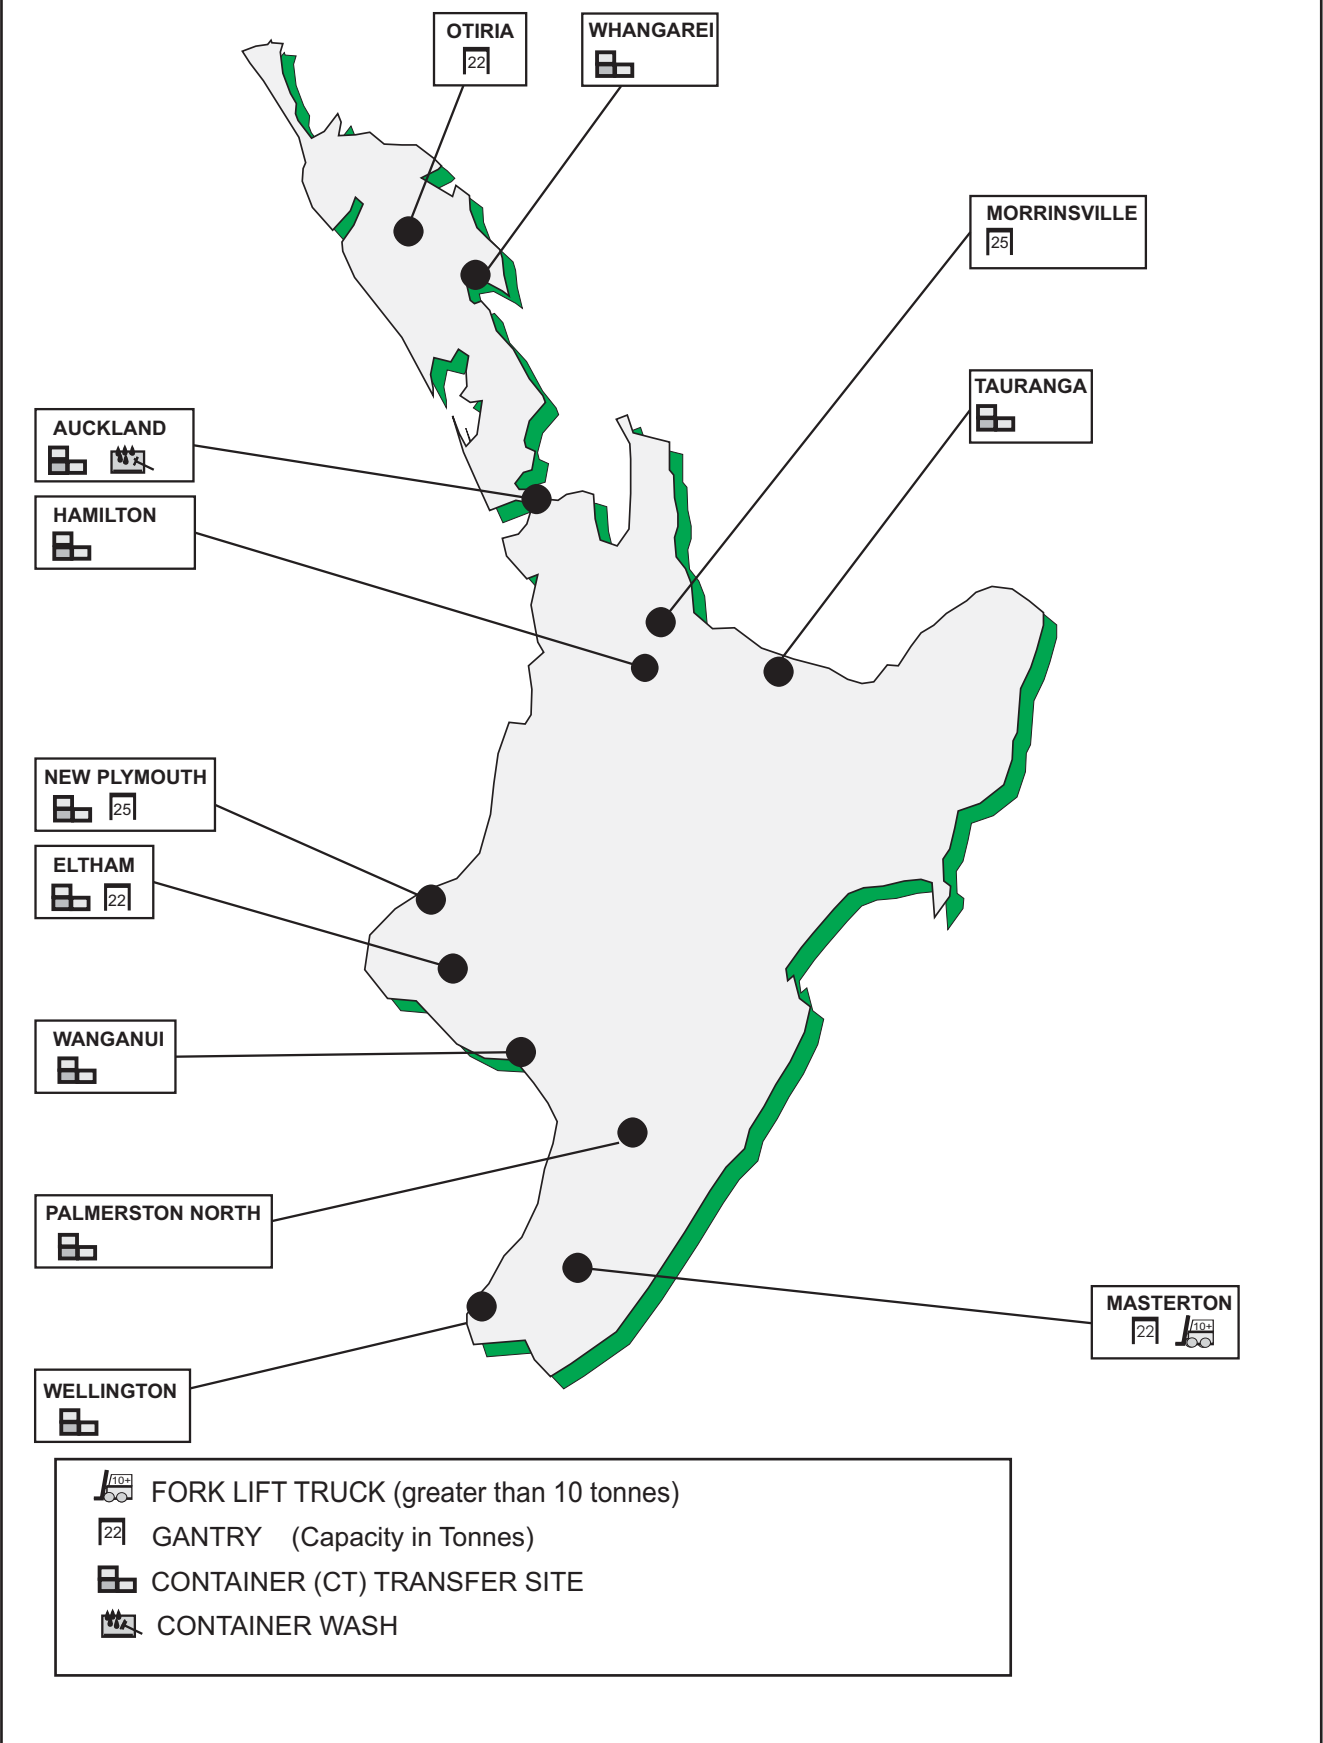 OTIRIA
22
WHANGAREI
MORRINSVILLE
25
TAURANGA
AUCKLAND
HAMILTON
NEW PLYMOUTH
25
ELTHAM
22
WANGANUI
PALMERSTON NORTH
MASTERTON
22 10+
WELLINGTON
10+ FORK LIFT TRUCK (greater than 10 tonnes)
22 GANTRY (Capacity in Tonnes)
CONTAINER (CT) TRANSFER SITE
CONTAINER WASH